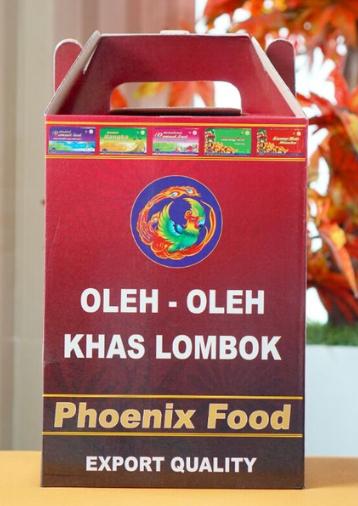 OLEH - OLEH
KHAS LOMBOK
Phoenix Food
EXPORT QUALITY